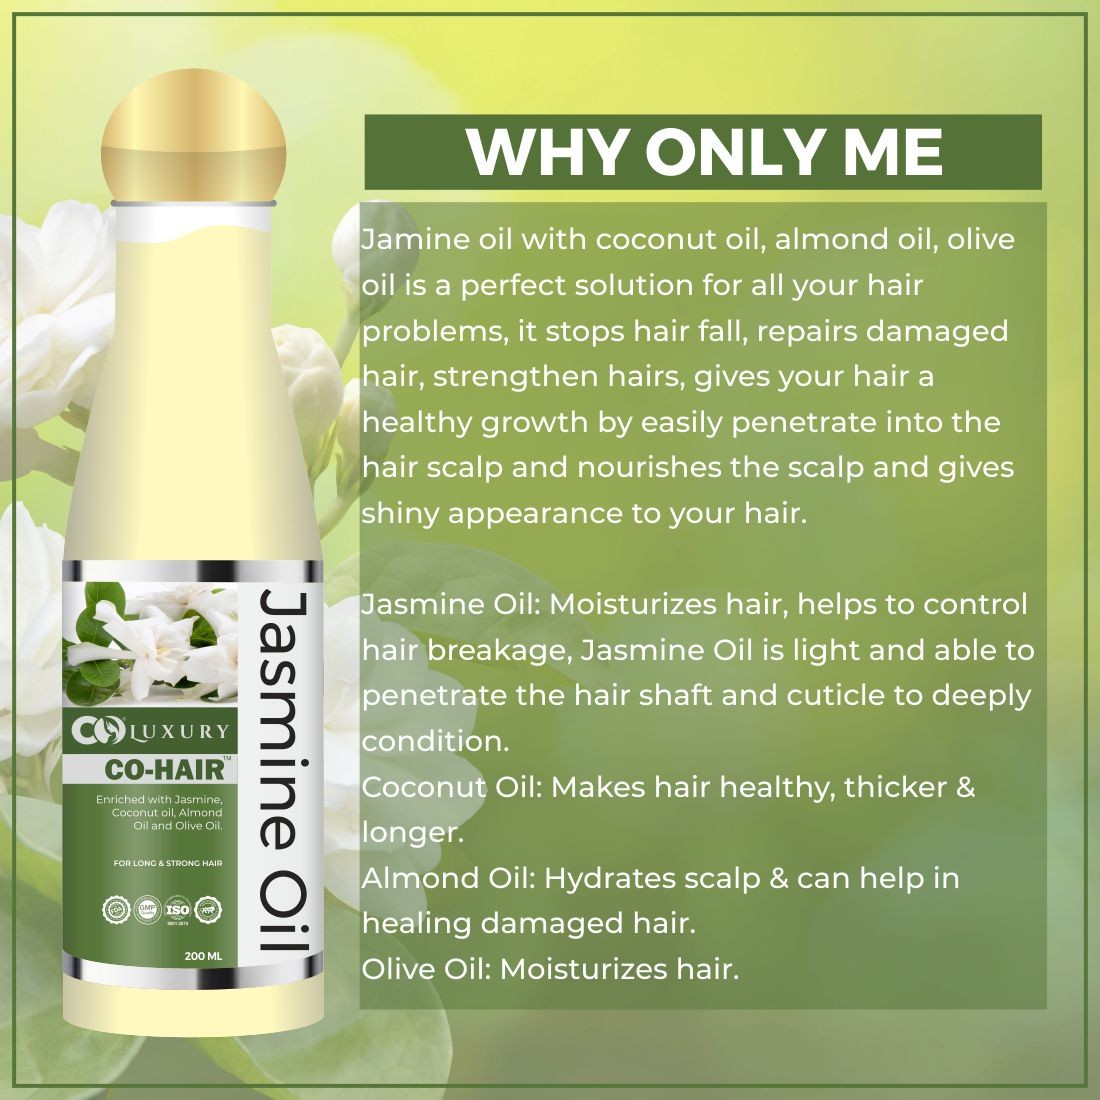 WHY ONLY ME
Jamine oil with coconut oil, almond oil, olive
oil is a perfect solution for all your hair
problems, it stops hair fall, repairs damaged
hair, strengthen hairs, gives your hair a
healthy growth by easily penetrate into the
hair scalp and nourishes the scalp and gives
shiny appearance to your hair.
Jasmine Oil: Moisturizes hair, helps to control
hair breakage, Jasmine Oil is light and able to
penetrate the hair shaft and cuticle to deeply
condition.
Coconut Oil: Makes hair healthy, thicker &
longer.
Almond Oil: Hydrates scalp & can help in
healing damaged hair.
Olive Oil: Moisturizes hair.
Jasmine Oil
CO LUXURY
CO-HAIR™
Enriched with Jasmine,
Coconut oil, Almond
Oil and Olive Oil.
FOR LONG & STRONG HAIR
FDA
GMP
Quality
ISO
9001:2015
200 ML